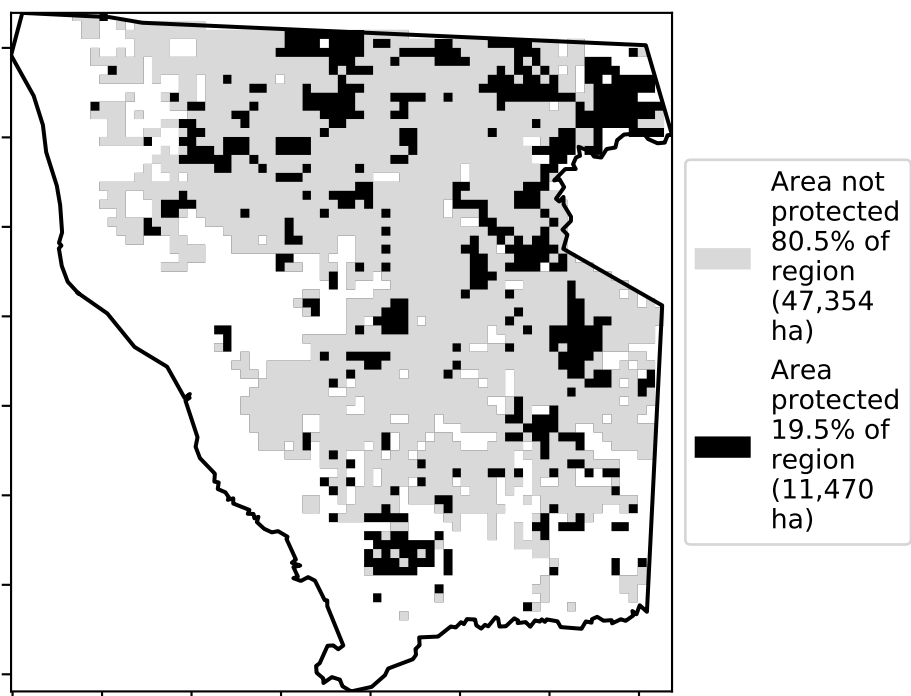 Area not
protected
80.5% of
region
(47,354
ha)
Area
protected
19.5% of
region
(11,470
ha)